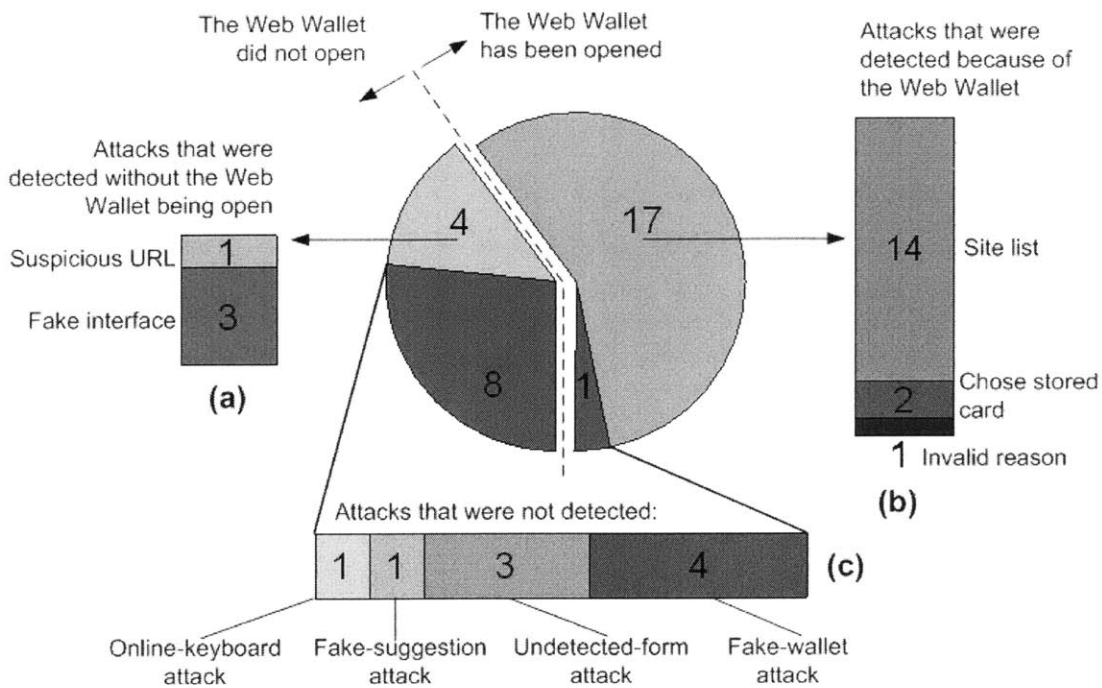 The Web Wallet
did not open
The Web Wallet
has been opened
Attacks that were
detected because of
the Web Wallet
Attacks that were
detected without the Web
Wallet being open
4
17
Suspicious URL
1
14
Site list
Fake interface
3
(a)
8
1
2
Chose stored
card
1 Invalid reason
(b)
Attacks that were not detected:
1
1
3
4
(c)
Online-keyboard
attack
Fake-suggestion
attack
Undetected-form
attack
Fake-wallet
attack